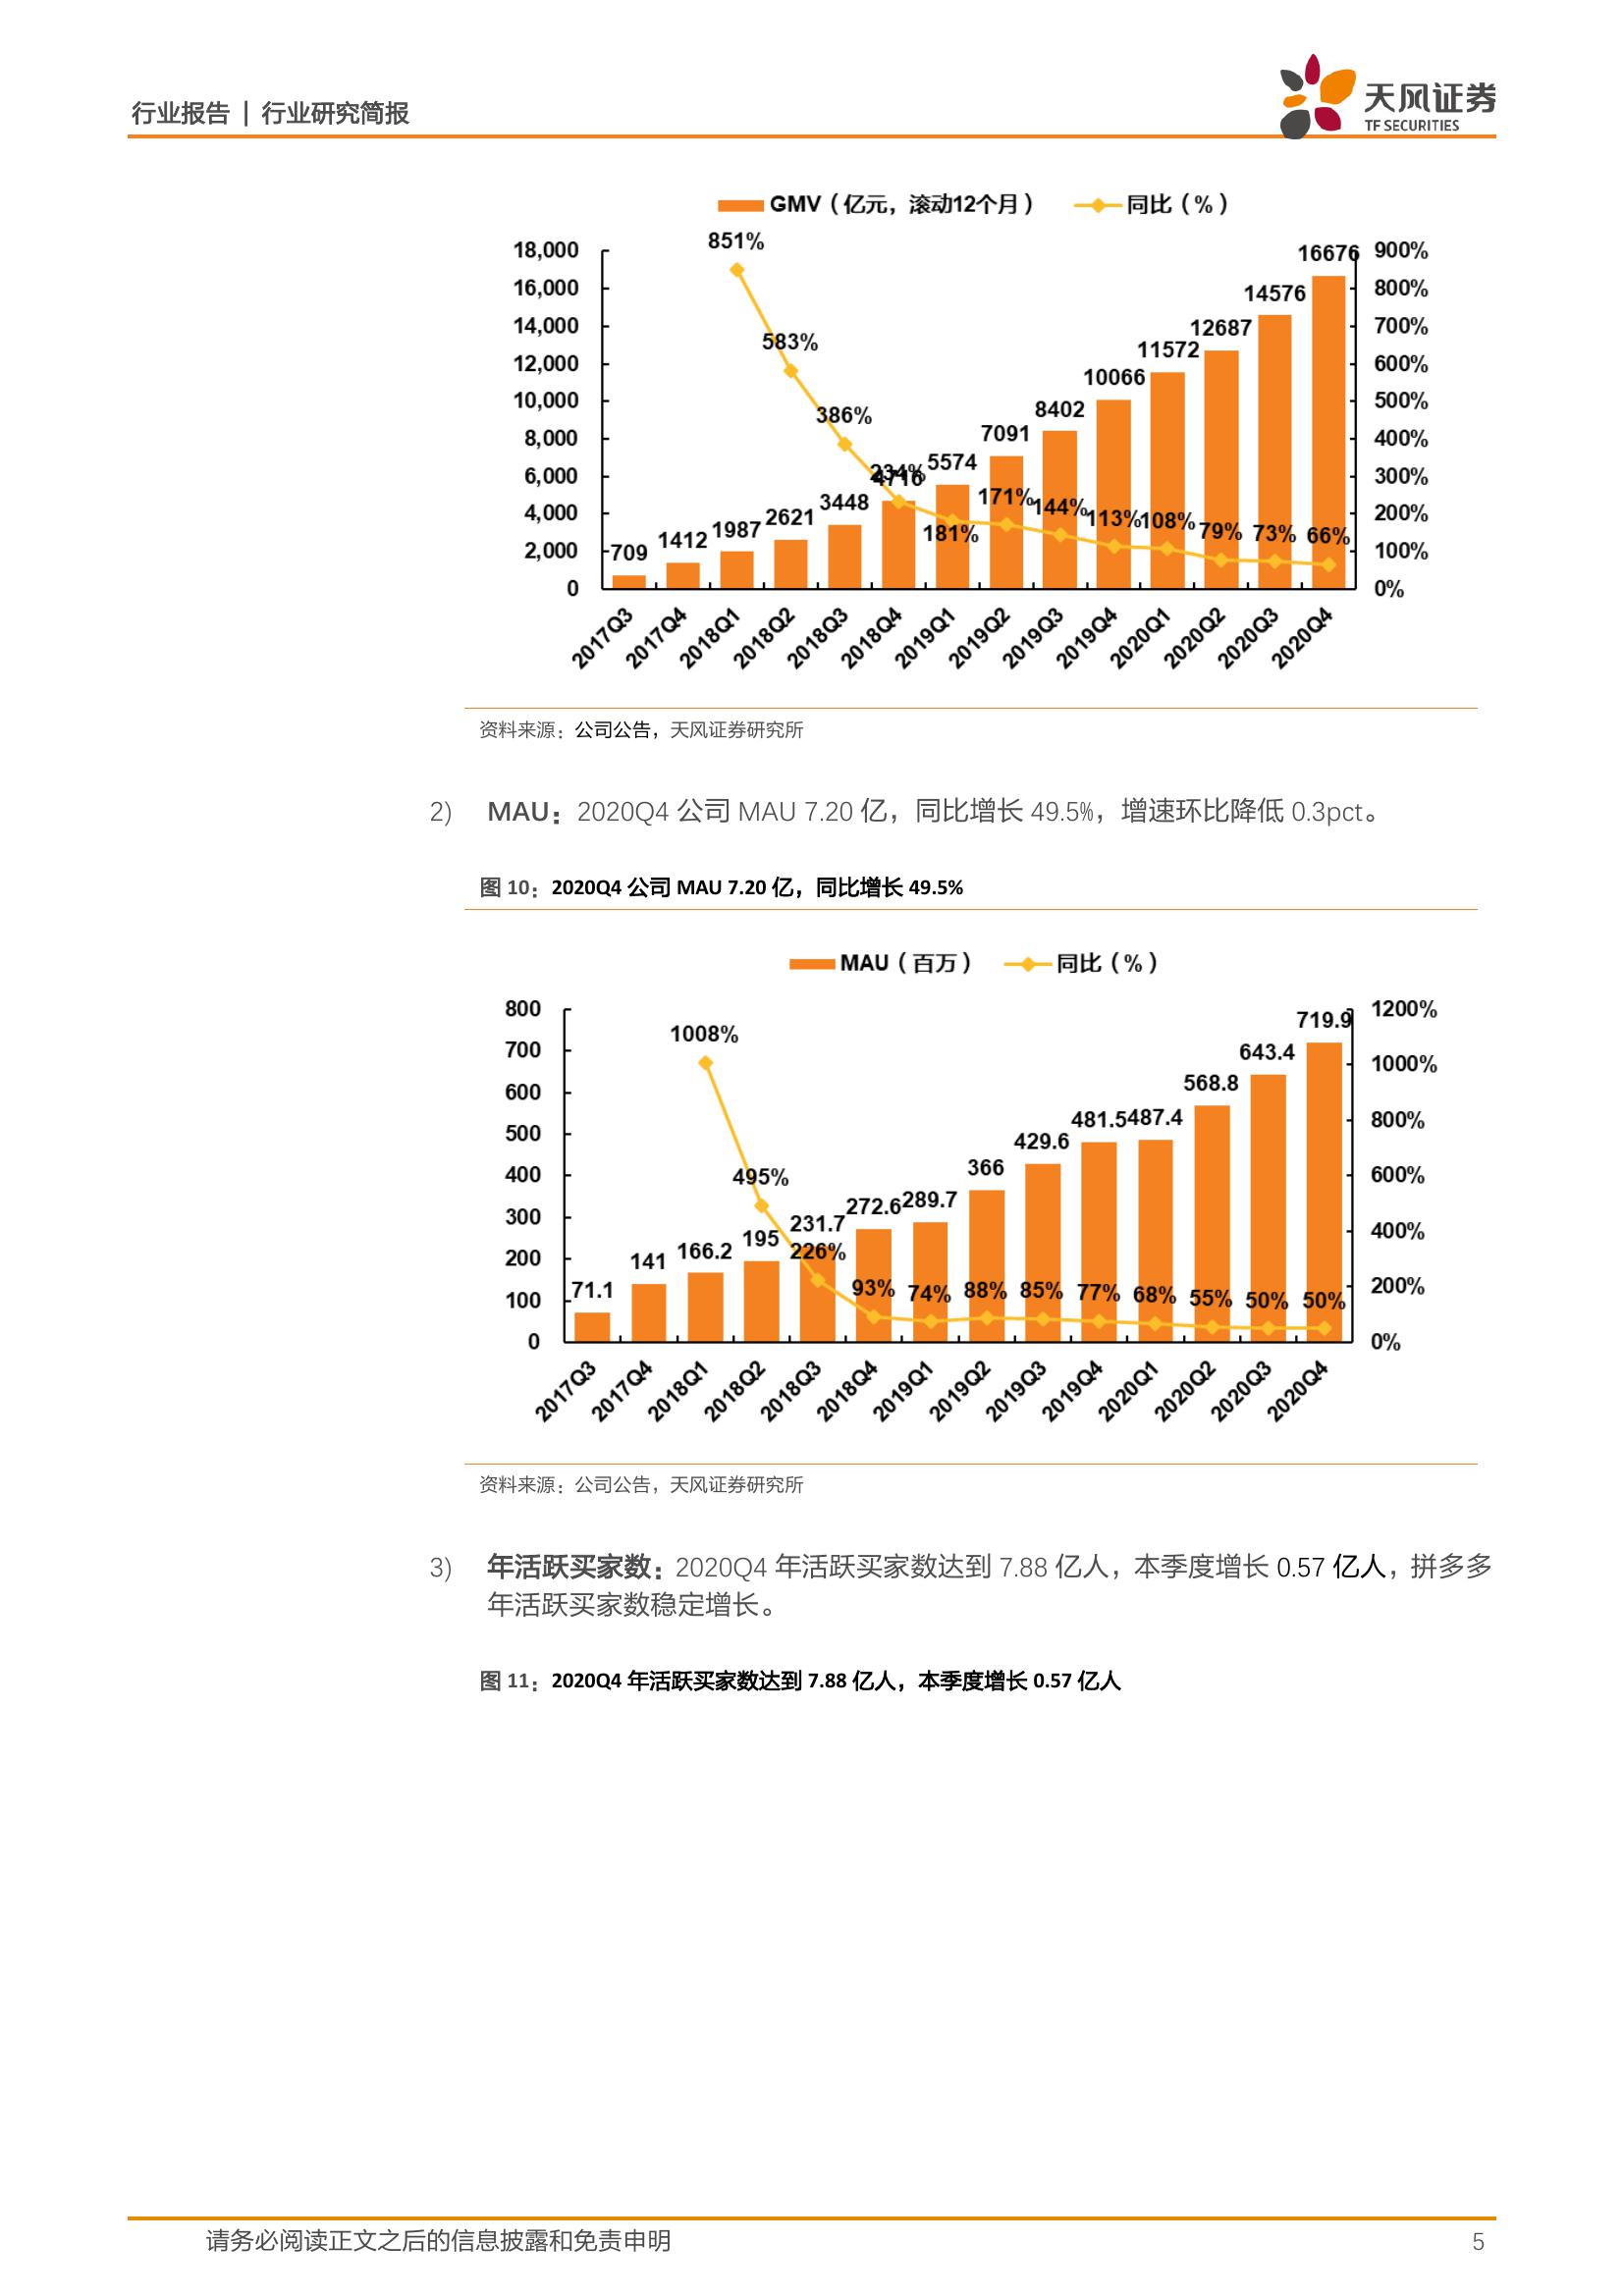 行业报告 | 行业研究简报
天风证券
TF SECURITIES
GMV（亿元，滚动12个月） 同比（%）
18,000
16,000
14,000
12,000
10,000
8,000
6,000
4,000
2,000
0
900%
800%
700%
600%
500%
400%
300%
200%
100%
0%
709 1412 1987 2621 3448 4716 5574 7091 8402 10066 11572 12687 14576 16676
851% 583% 386% 234% 181% 171% 144% 113% 108% 79% 73% 66%
2017Q3 2017Q4 2018Q1 2018Q2 2018Q3 2018Q4 2019Q1 2019Q2 2019Q3 2019Q4 2020Q1 2020Q2 2020Q3 2020Q4
资料来源：公司公告，天风证券研究所
2) MAU：2020Q4 公司 MAU 7.20 亿，同比增长 49.5%，增速环比降低 0.3pct。
图 10：2020Q4 公司 MAU 7.20 亿，同比增长 49.5%
MAU（百万） 同比（%）
800
700
600
500
400
300
200
100
0
1200%
1000%
800%
600%
400%
200%
0%
71.1 141 166.2 195 231.7 272.6 289.7 366 429.6 481.5 487.4 568.8 643.4 719.9
1008% 495% 226% 93% 74% 88% 85% 77% 68% 55% 50% 50%
2017Q3 2017Q4 2018Q1 2018Q2 2018Q3 2018Q4 2019Q1 2019Q2 2019Q3 2019Q4 2020Q1 2020Q2 2020Q3 2020Q4
资料来源：公司公告，天风证券研究所
3) 年活跃买家数：2020Q4 年活跃买家数达到 7.88 亿人，本季度增长 0.57 亿人，拼多多
年活跃买家数稳定增长。
图 11：2020Q4 年活跃买家数达到 7.88 亿人，本季度增长 0.57 亿人
请务必阅读正文之后的信息披露和免责申明
5